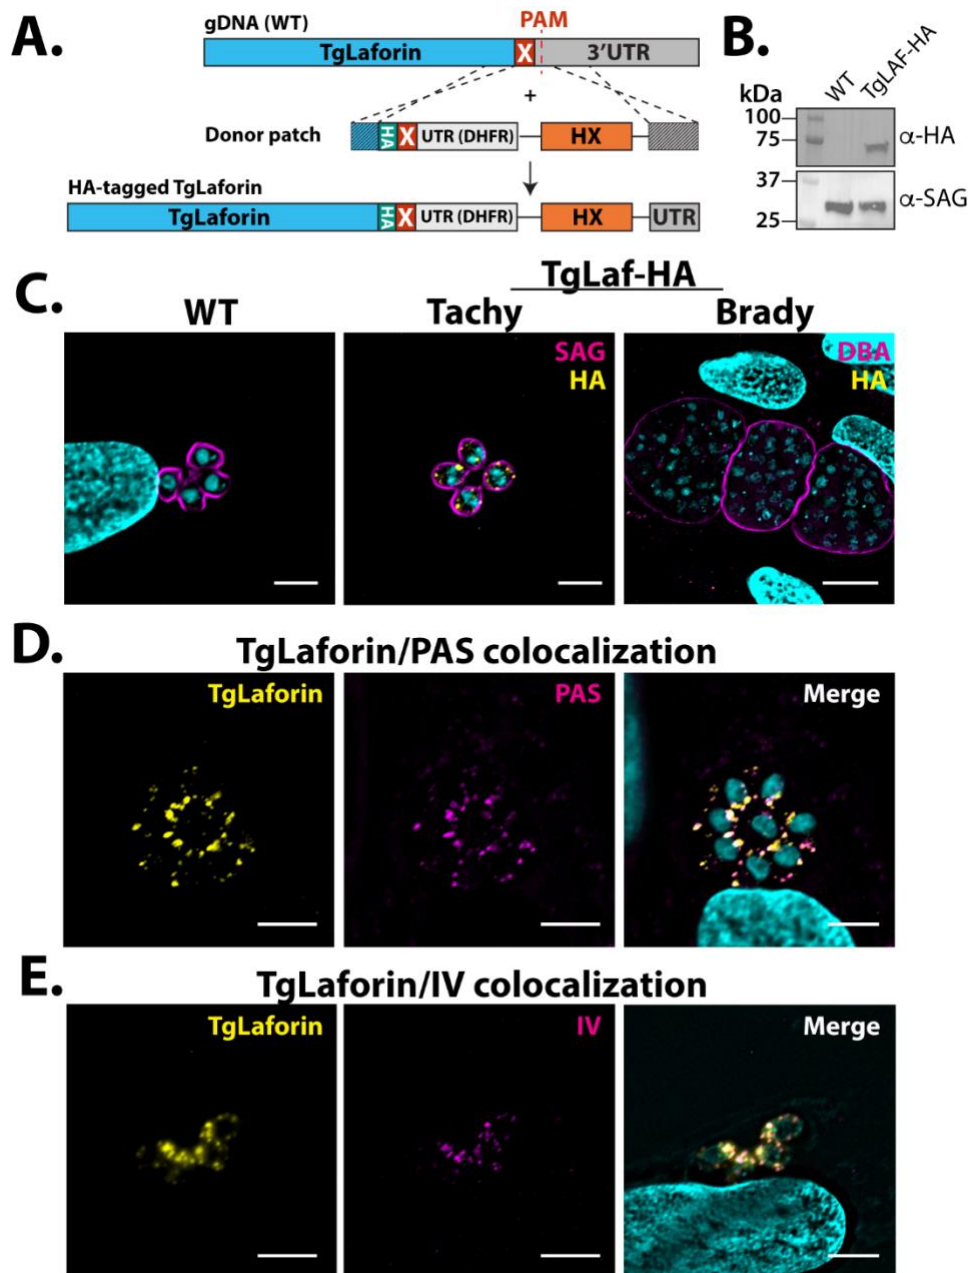 A.
gDNA (WT)
PAM
TgLaforin
X
3'UTR
+
Donor patch
HA
X
UTR (DHFR)
HX
HA-tagged TgLaforin
TgLaforin
HA
X
UTR (DHFR)
HX
UTR
B.
WT
TgLAF-HA
kDa
100
75
α-HA
37
25
α-SAG
C.
TgLaf-HA
WT
Tachy
Brady
SAG
HA
DBA
HA
D.
TgLaforin/PAS colocalization
TgLaforin
PAS
Merge
E.
TgLaforin/IV colocalization
TgLaforin
IV
Merge